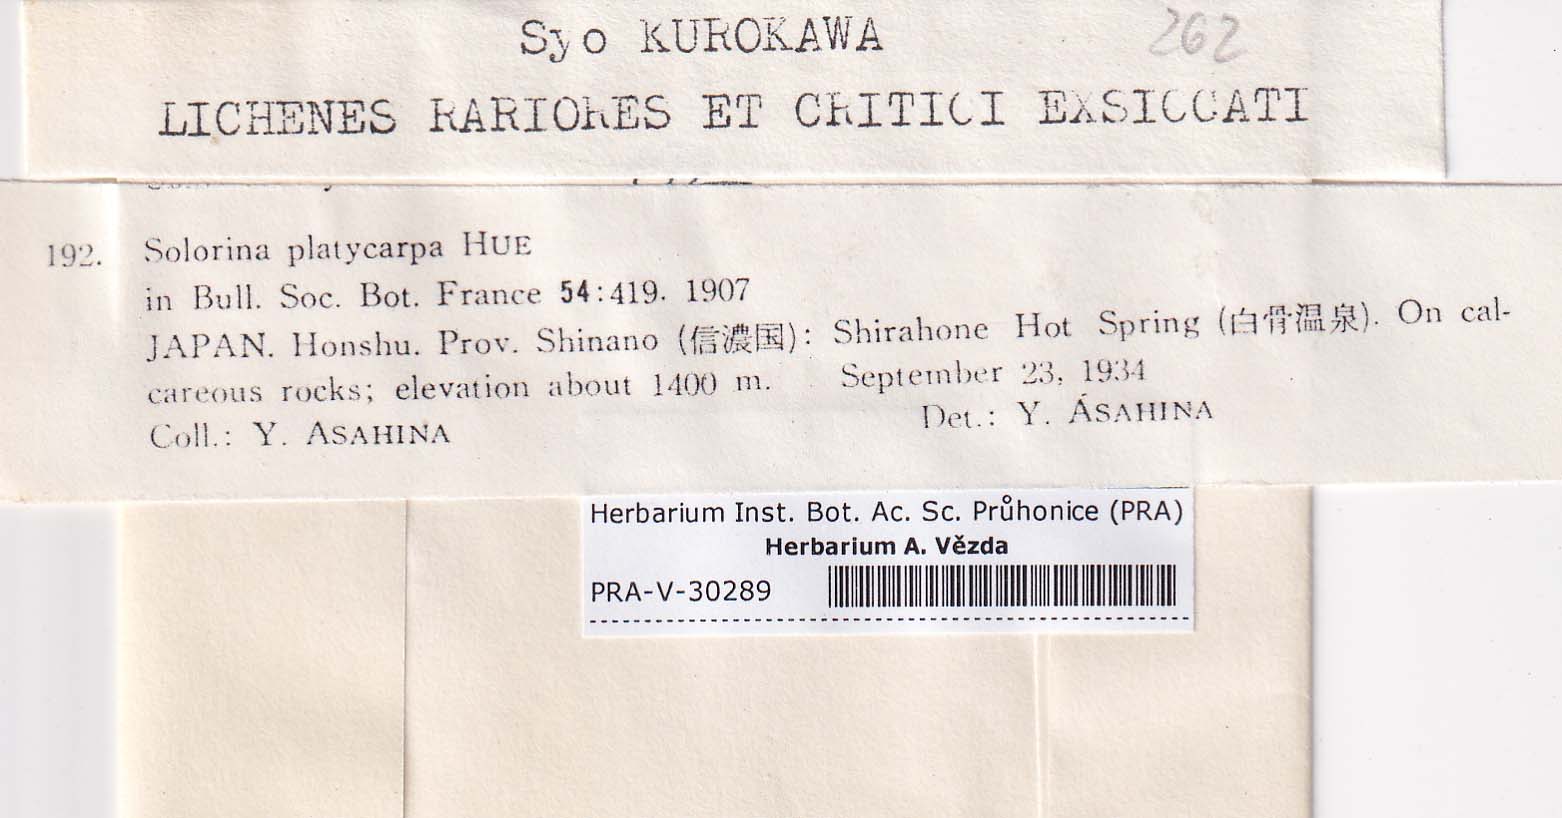 Syo KUROKAWA 262
LICHENES RARIORES ET CRITICI EXSICCATI
192. Solorina platycarpa HUE
in Bull. Soc. Bot. France 54:419. 1907
JAPAN. Honshu. Prov. Shinano (信濃国): Shirahone Hot Spring (白骨温泉). On cal-
careous rocks; elevation about 1400 m. September 23, 1934
Coll.: Y. ASAHINA Det.: Y. ASAHINA
Herbarium Inst. Bot. Ac. Sc. Průhonice (PRA)
Herbarium A. Vězda
PRA-V-30289